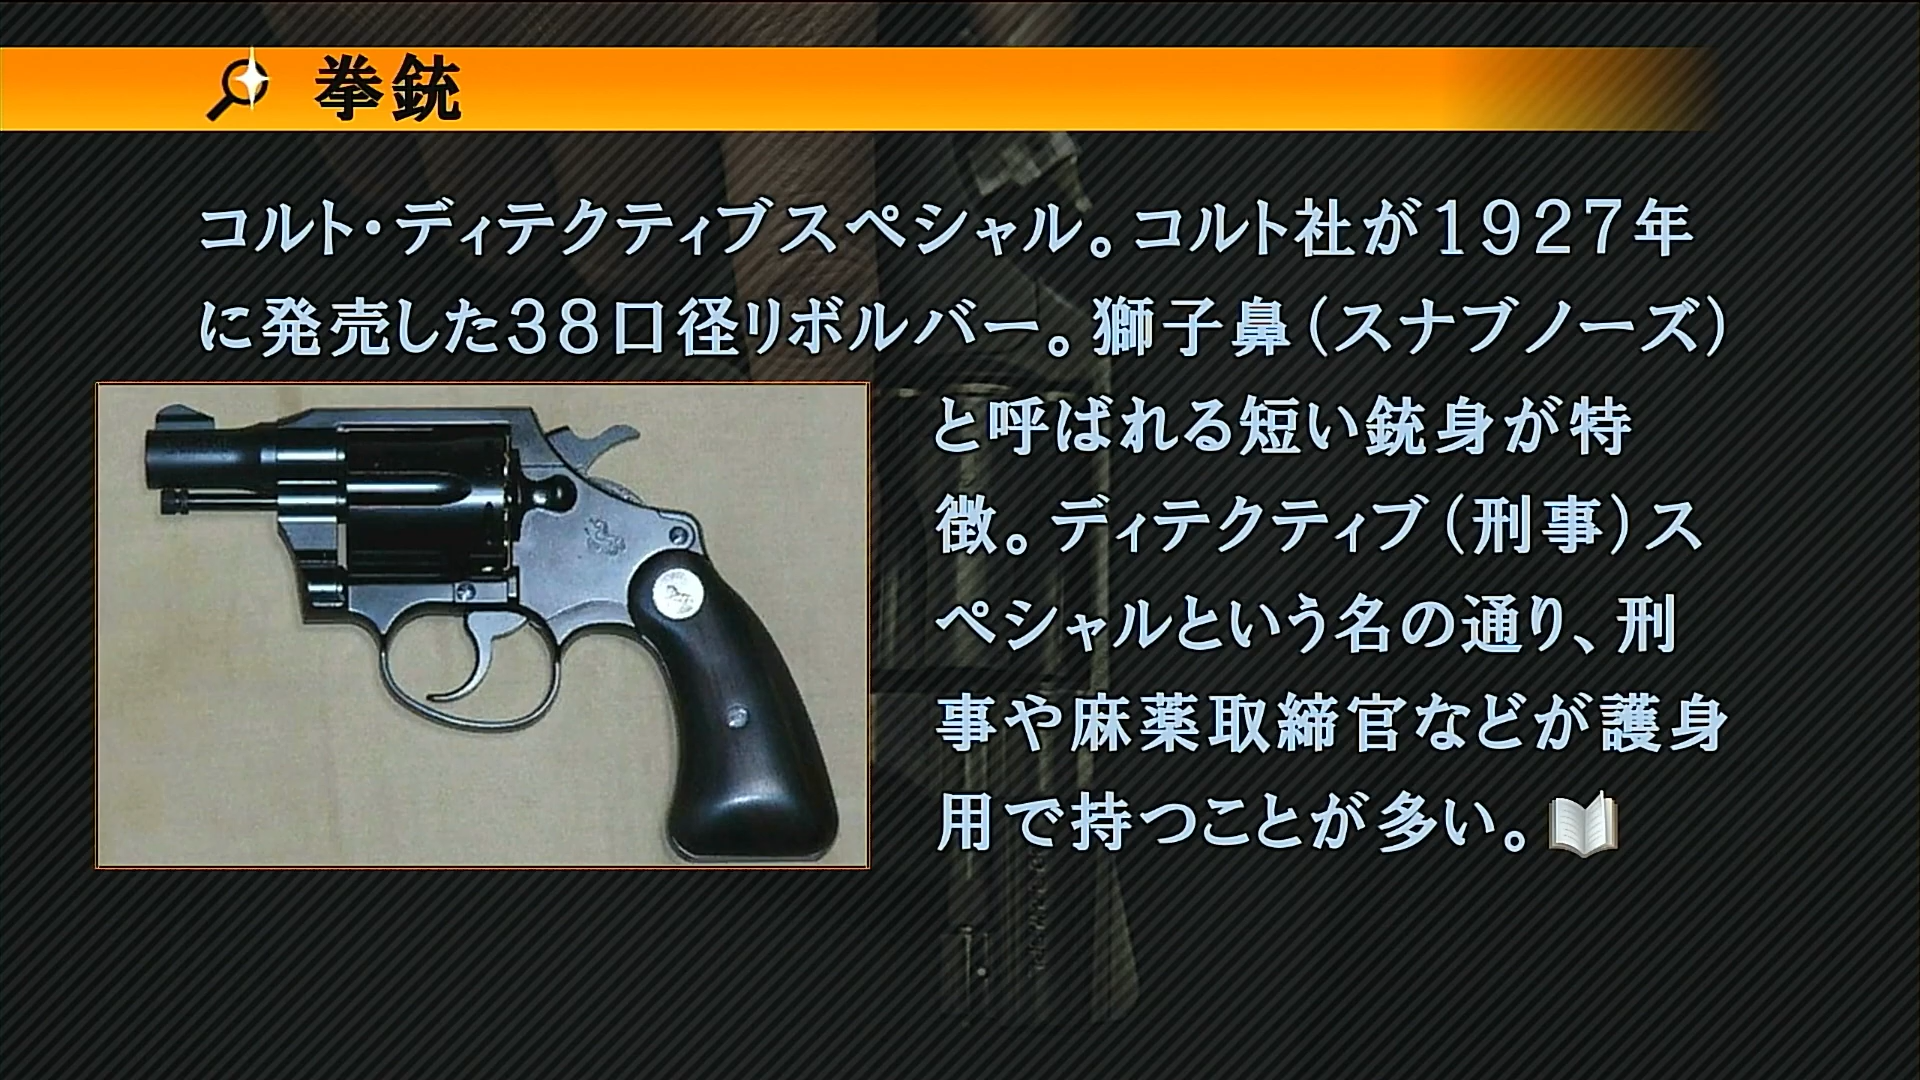 拳銃
コルト・ディテクティブスペシャル。コルト社が1927年
に発売した38口径リボルバー。獅子鼻（スナブノーズ）
と呼ばれる短い銃身が特
徴。ディテクティブ（刑事）ス
ペシャルという名の通り、刑
事や麻薬取締官などが護身
用で持つことが多い。